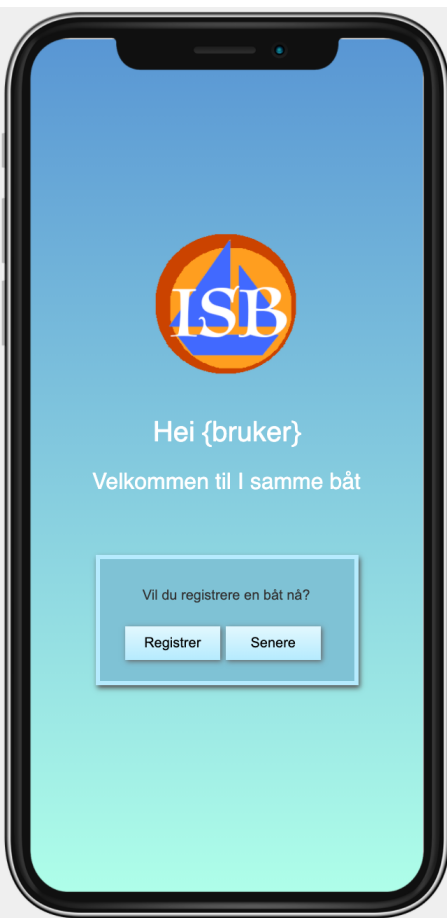 ISB
Hei {bruker}
Velkommen til I samme båt
Vil du registrere en båt nå?
Registrer Senere